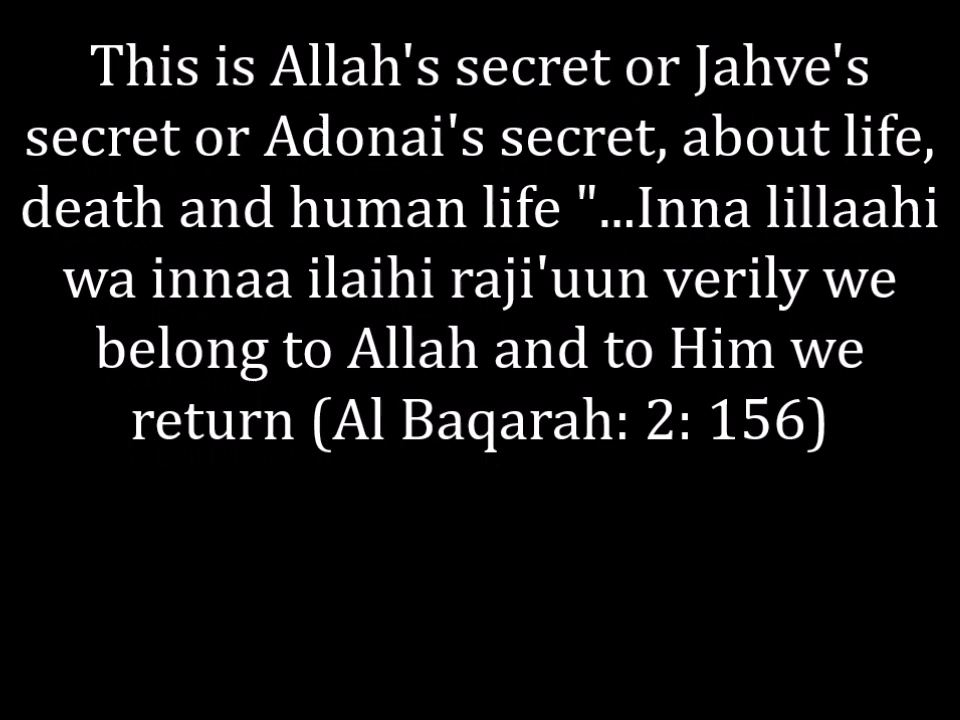 This is Allah's secret or Jahve's
secret or Adonai's secret, about life,
death and human life "...Inna lillaahi
wa innaa ilaihi raji'uun verily we
belong to Allah and to Him we
return (Al Baqarah: 2: 156)